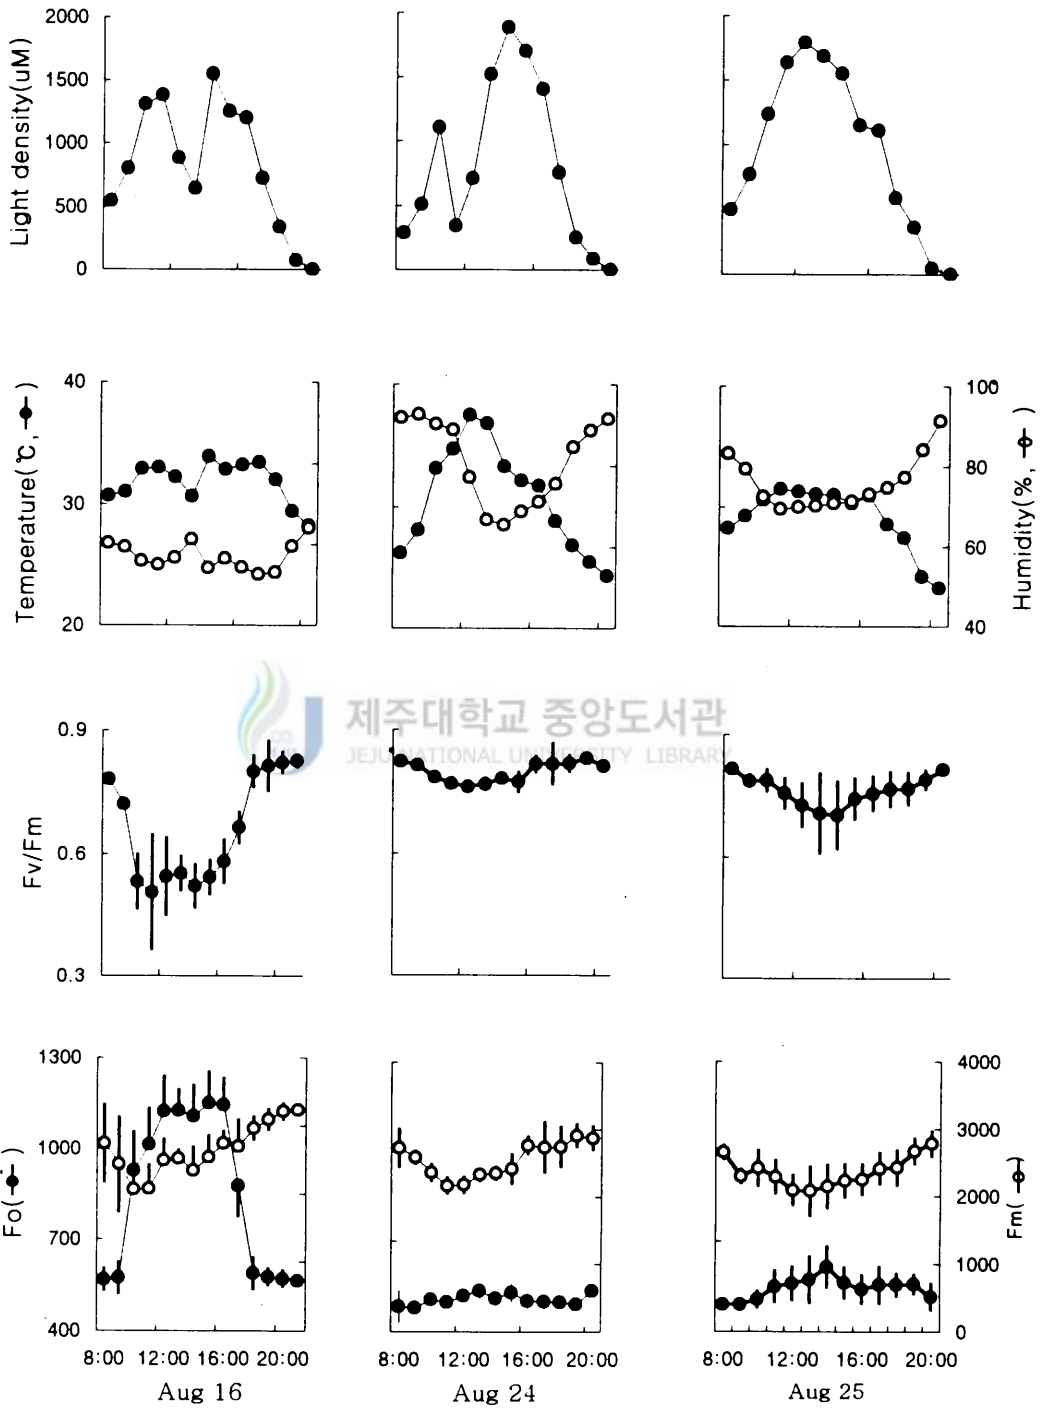 2000
1500
1000
500
0
Light density(uM)
40
30
20
Temperature(℃, )
100
80
60
40
Humidity(%, )
제주대학교 중앙도서관
JEJU NATIONAL UNIVERSITY LIBRARY
0.9
0.6
0.3
Fv/Fm
1300
1000
700
400
Fo( )
4000
3000
2000
1000
0
Fm( )
8:00 12:00 16:00 20:00
8:00 12:00 16:00 20:00
8:00 12:00 16:00 20:00
Aug 16
Aug 24
Aug 25